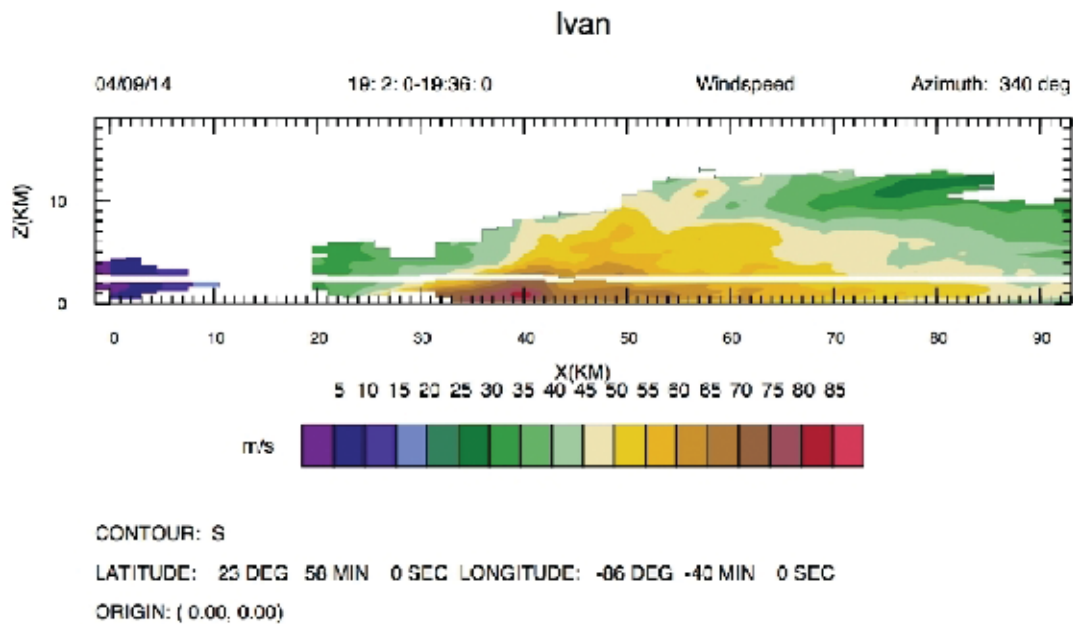 Ivan
04/09/14 19: 2: 0-19:36: 0 Windspeed Azimuth: 340 deg
Z(KM)
10
0
0 10 20 30 40 50 60 70 80 90
X(KM)
5 10 15 20 25 30 35 40 45 50 55 60 65 70 75 80 85
m/s
CONTOUR: S
LATITUDE: 23 DEG 58 MIN 0 SEC LONGITUDE: -86 DEG -40 MIN 0 SEC
ORIGIN: ( 0.00, 0.00)